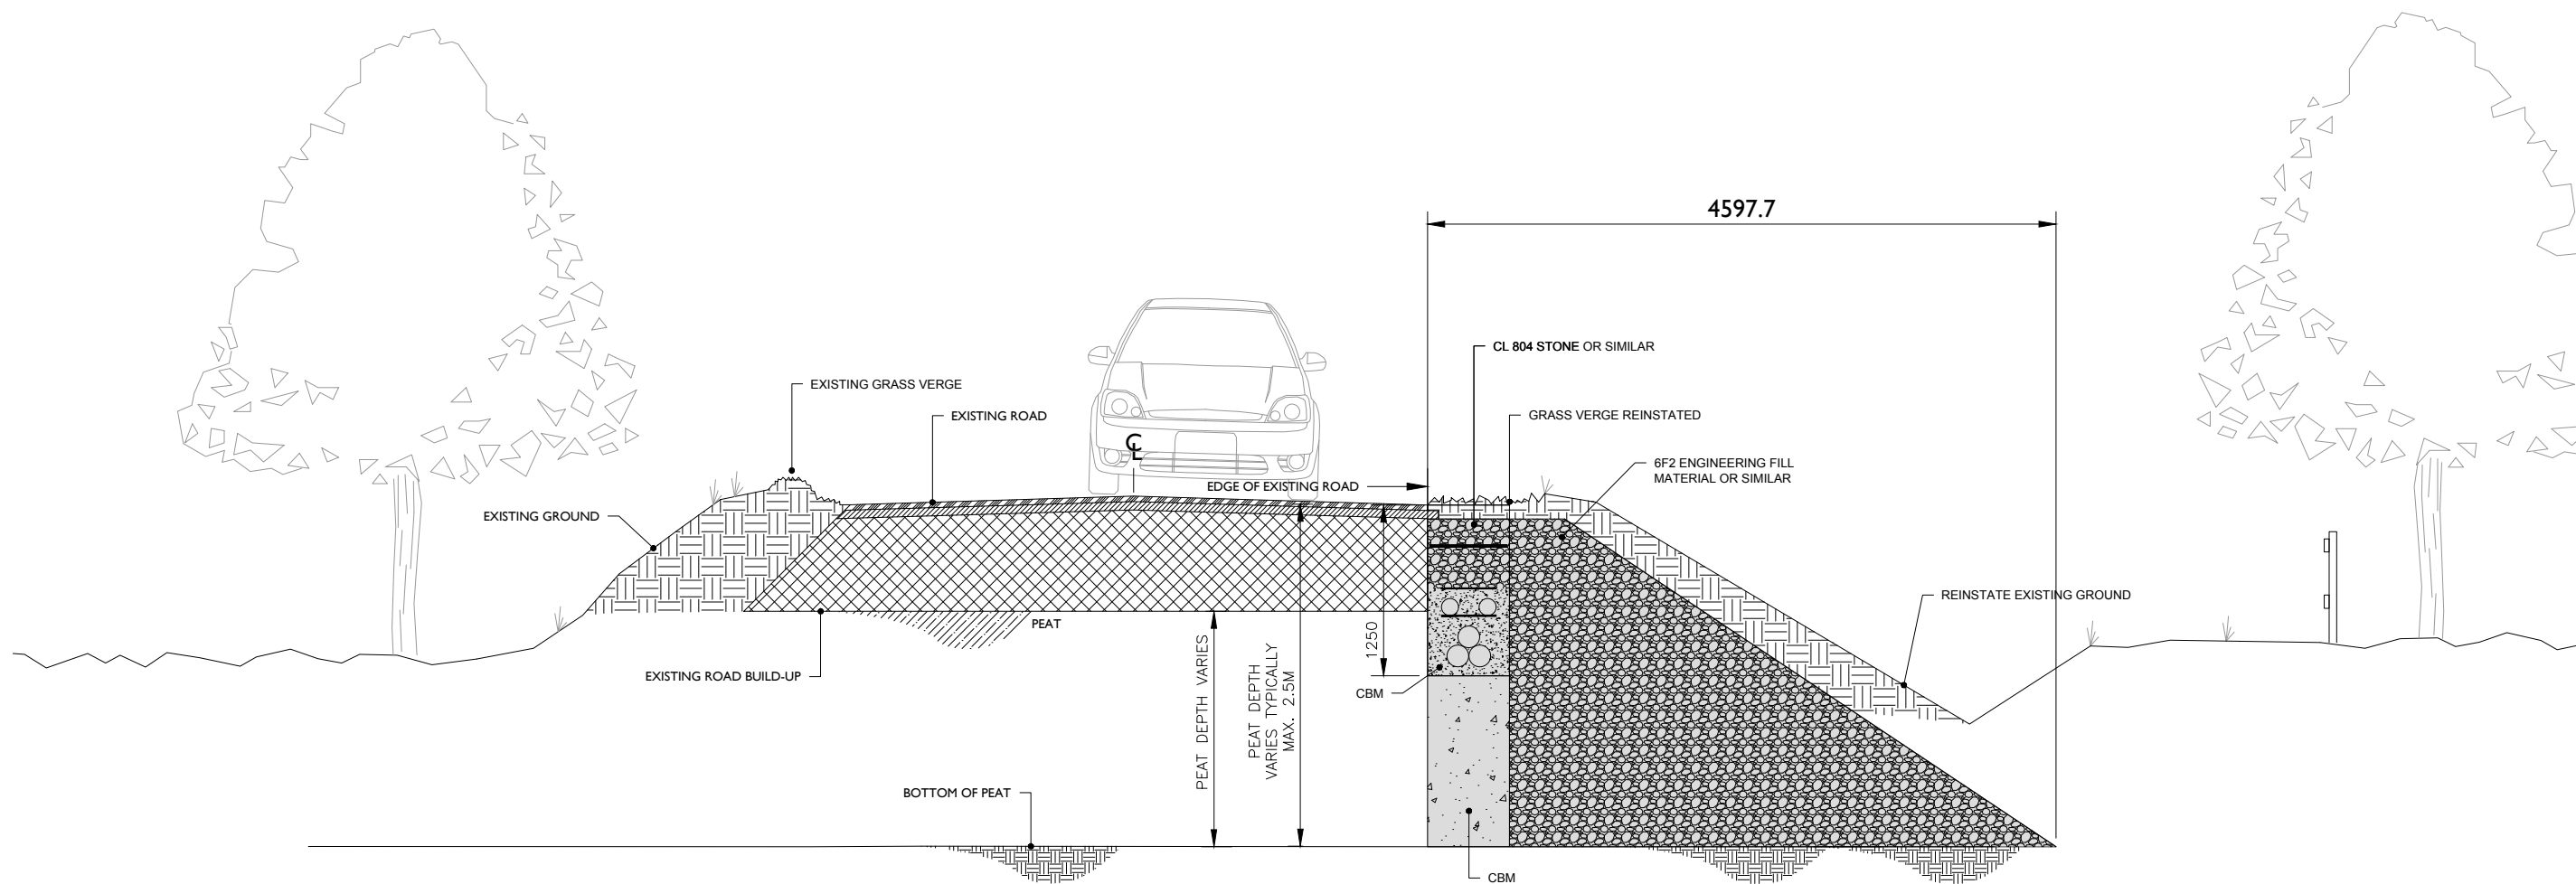 4597.7
CL 804 STONE OR SIMILAR
EXISTING GRASS VERGE
EXISTING ROAD
GRASS VERGE REINSTATED
CL
6F2 ENGINEERING FILL
MATERIAL OR SIMILAR
EDGE OF EXISTING ROAD
EXISTING GROUND
REINSTATE EXISTING GROUND
PEAT
1250
EXISTING ROAD BUILD-UP
PEAT DEPTH VARIES
PEAT DEPTH
VARIES TYPICALLY
MAX. 2.5M
CBM
BOTTOM OF PEAT
CBM